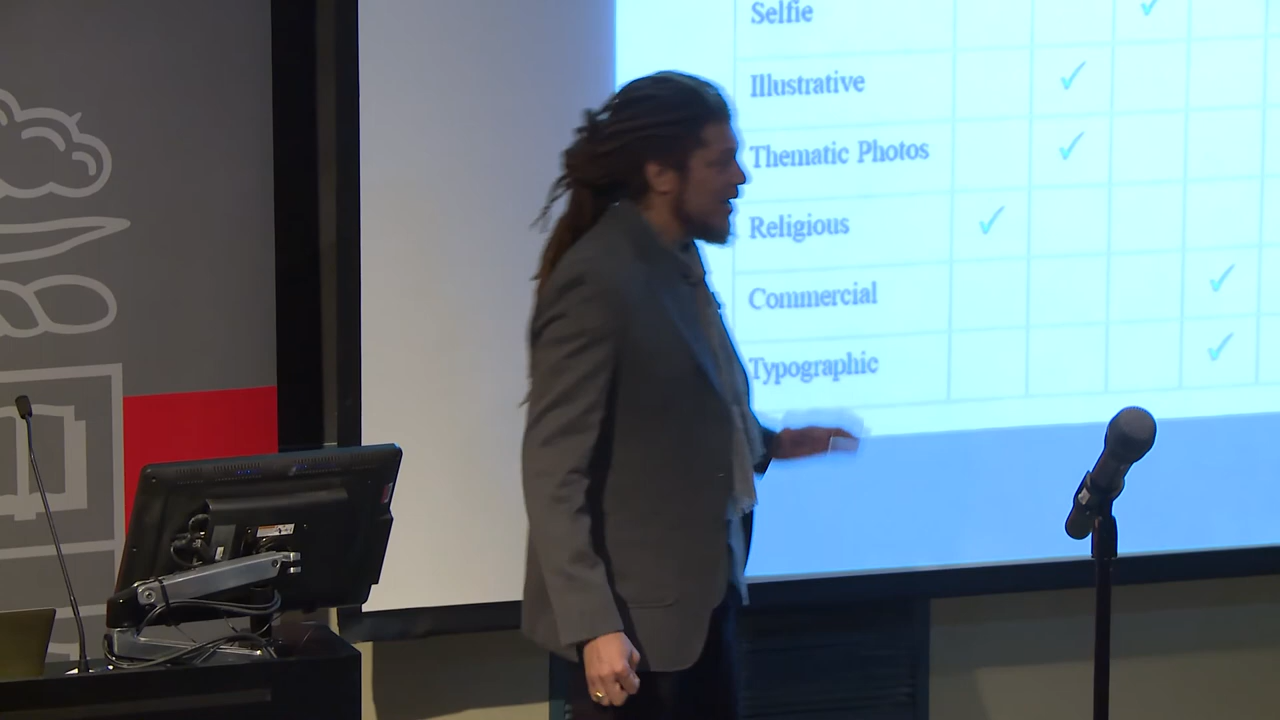 Selfie ✓
Illustrative ✓
Thematic Photos ✓
Religious ✓
Commercial ✓
Typographic ✓